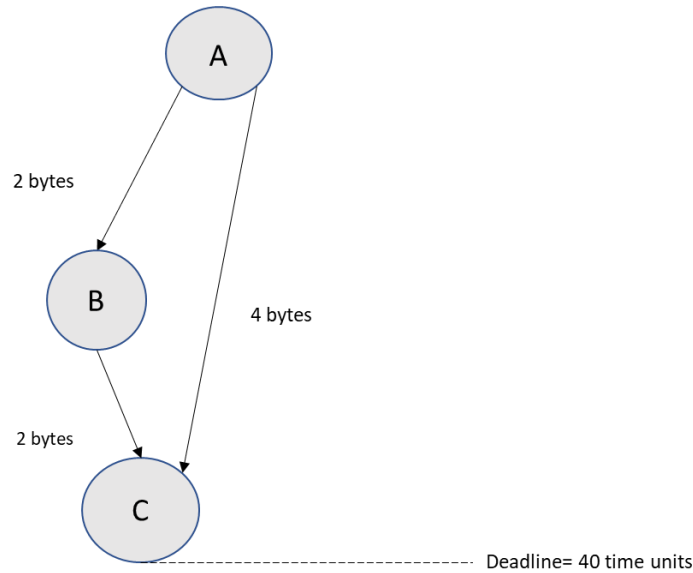 A
2 bytes
B
4 bytes
2 bytes
C
Deadline= 40 time units